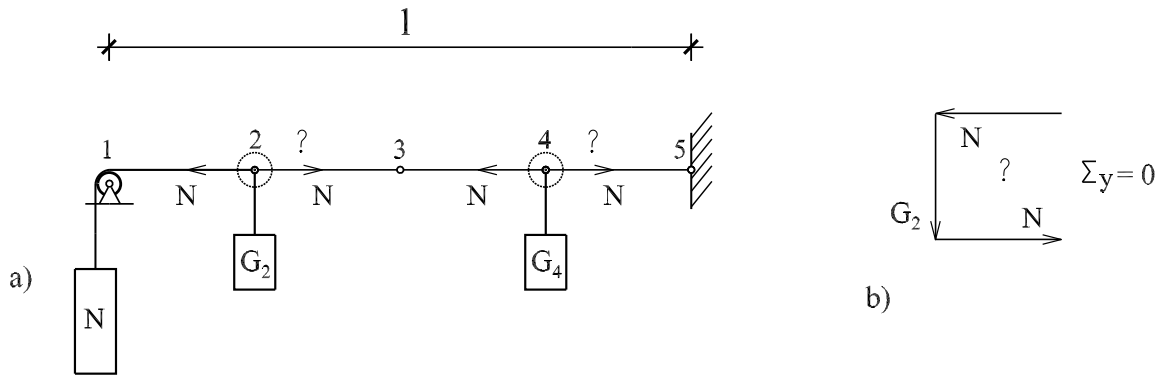 l
1 2 ? 3 4 ? 5
N N N N
G₂ G₄
N
a)
N
?
Σy = 0
G₂ N
b)